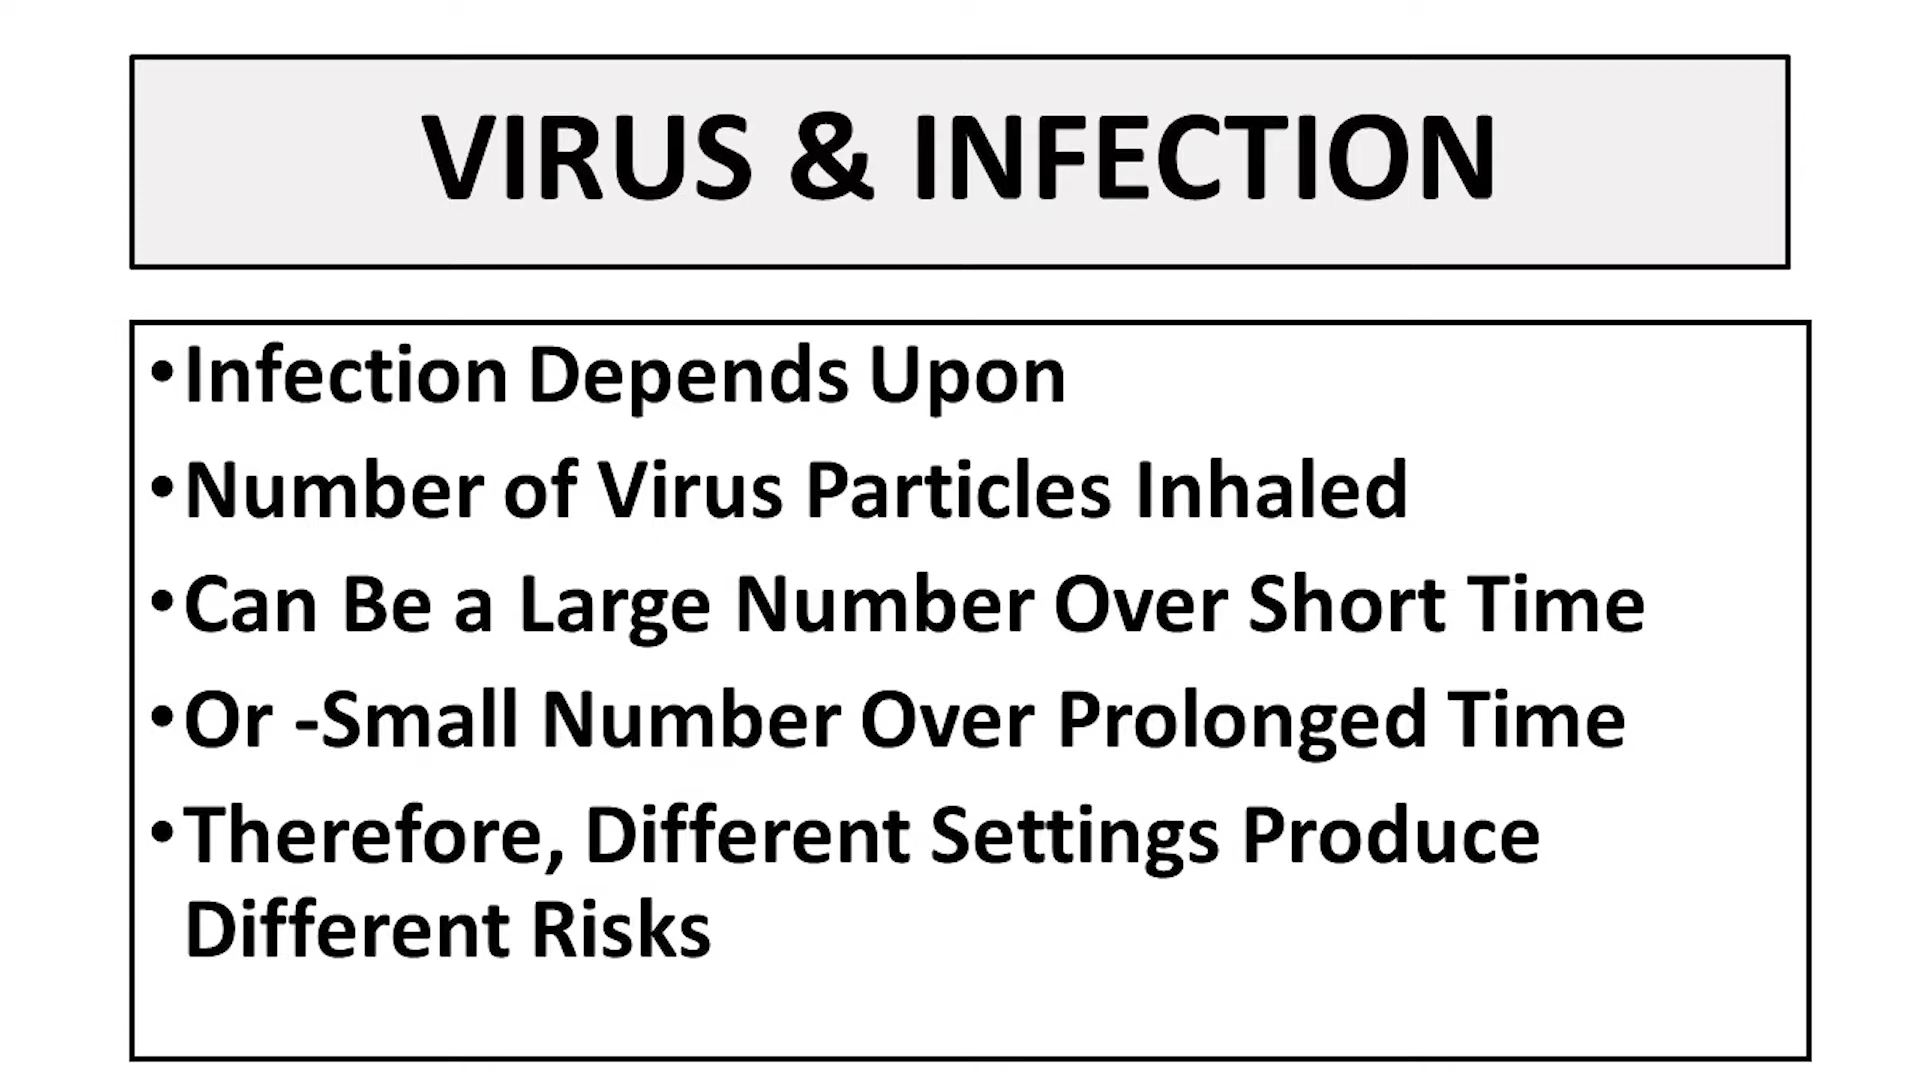 VIRUS & INFECTION
•Infection Depends Upon
•Number of Virus Particles Inhaled
•Can Be a Large Number Over Short Time
•Or -Small Number Over Prolonged Time
•Therefore, Different Settings Produce
Different Risks